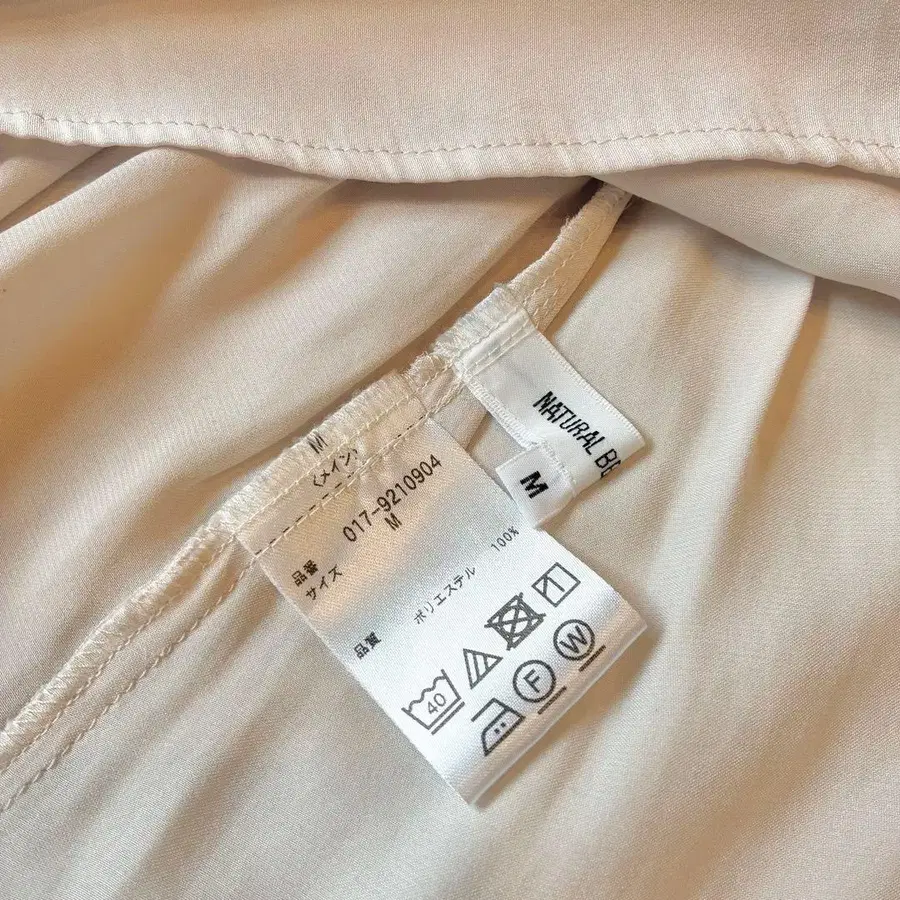 NATURAL BE
M
M
〈メイン〉
品番 017-9210904
サイズ M
品質 ポリエステル 100%
40
F
W